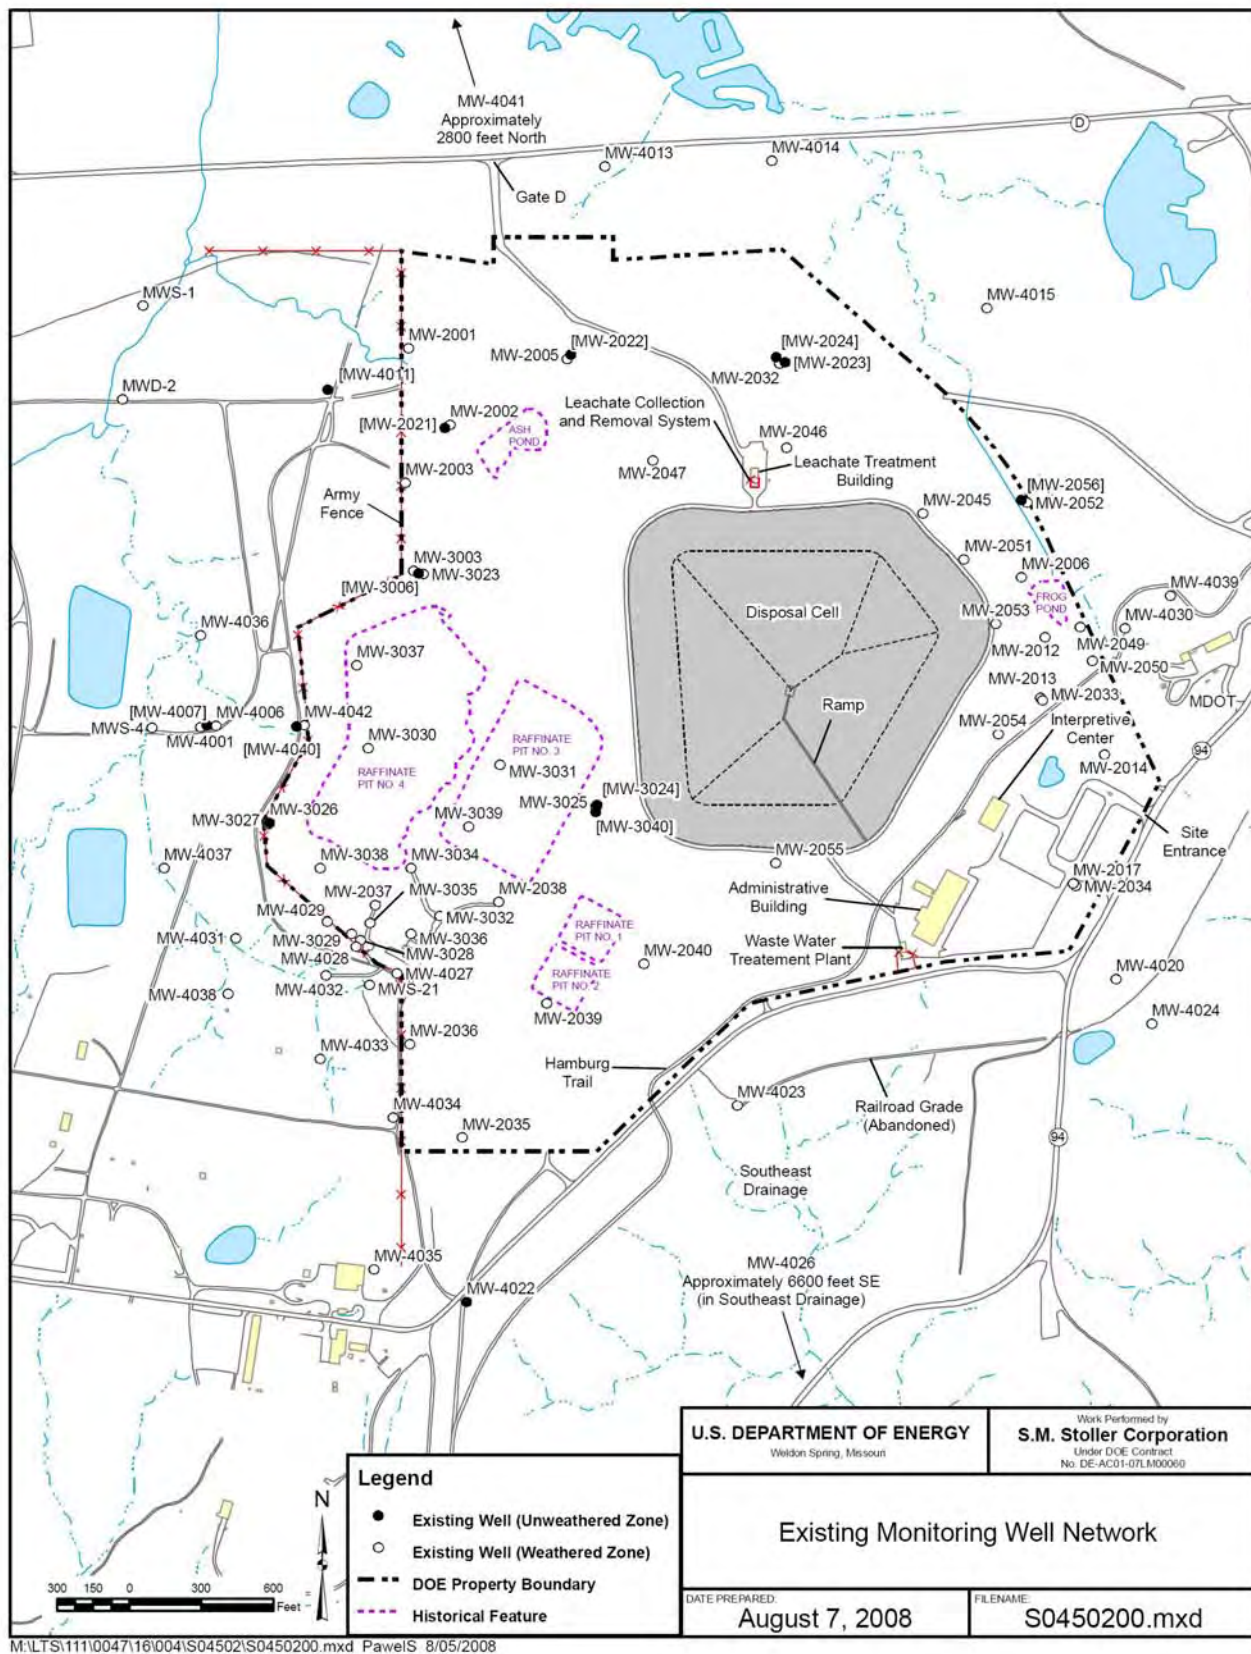 MW-4041
Approximately
2800 feet North
D
MW-4013
MW-4014
Gate D
MWS-1
MW-4015
MW-2001
MW-2005
[MW-2022]
[MW-2024]
[MW-2023]
MW-2032
MWD-2
[MW-4011]
Leachate Collection
and Removal System
MW-2002
[MW-2021]
ASH
POND
MW-2046
MW-2047
Leachate Treatment
Building
MW-2003
Army
Fence
MW-2045
[MW-2056]
MW-2052
MW-2051
MW-2006
MW-3003
MW-3023
[MW-3006]
MW-4039
FROG
POND
MW-4030
MW-2053
Disposal Cell
MW-4036
MW-2049
MW-2012
MW-2050
MW-3037
MW-2013
MW-2033
MDOT
[MW-4007]
MW-4006
MW-4042
MWS-4
MW-4001
[MW-4040]
Ramp
MW-2054
Interpretive
Center
MW-3030
RAFFINATE
PIT NO. 3
94
RAFFINATE
PIT NO. 4
MW-3031
MW-2014
[MW-3024]
MW-3025
[MW-3040]
MW-3026
MW-3027
MW-3039
Site
Entrance
MW-4037
MW-3038
MW-3034
MW-2055
MW-2017
MW-2034
MW-2037
MW-3035
MW-2038
Administrative
Building
MW-4029
MW-3032
RAFFINATE
PIT NO. 1
MW-4031
MW-3029
MW-3036
MW-3028
MW-2040
Waste Water
Treatement Plant
MW-4028
MW-4027
RAFFINATE
PIT NO. 2
MW-4020
MW-4038
MW-4032
MWS-21
MW-2039
MW-4024
MW-2036
MW-4033
Hamburg
Trail
MW-4023
Railroad Grade
(Abandoned)
MW-4034
MW-2035
94
Southeast
Drainage
MW-4035
MW-4026
Approximately 6600 feet SE
(in Southeast Drainage)
MW-4022
U.S. DEPARTMENT OF ENERGY
Weldon Spring, Missouri
Work Performed by
S.M. Stoller Corporation
Under DOE Contract
No. DE-AC01-07LM00060
Legend
Existing Well (Unweathered Zone)
Existing Well (Weathered Zone)
DOE Property Boundary
Historical Feature
N
300 150 0 300 600
Feet
Existing Monitoring Well Network
DATE PREPARED:
August 7, 2008
FILENAME:
S0450200.mxd
M:\LTS\111\0047\16\004\S04502\S0450200.mxd PawelS 8/05/2008